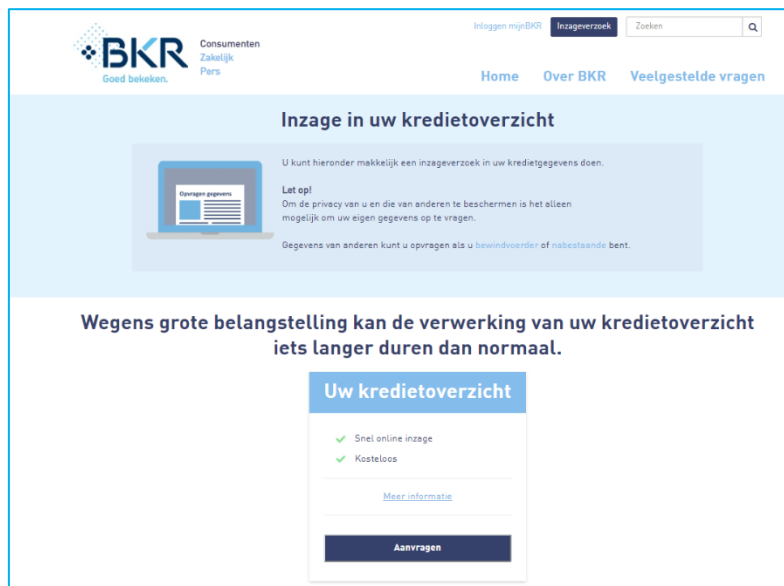 Inloggen mijnBKR
Inzageverzoek
Zoeken
BKR
Goed bekeken.
Consumenten
Zakelijk
Pers
Home
Over BKR
Veelgestelde vragen
Inzage in uw kredietoverzicht
Opvragen gegevens
U kunt hieronder makkelijk een inzageverzoek in uw kredietgegevens doen.
Let op!
Om de privacy van u en die van anderen te beschermen is het alleen
mogelijk om uw eigen gegevens op te vragen.
Gegevens van anderen kunt u opvragen als u bewindvoerder of nabestaande bent.
Wegens grote belangstelling kan de verwerking van uw kredietoverzicht
iets langer duren dan normaal.
Uw kredietoverzicht
Snel online inzage
Kosteloos
Meer informatie
Aanvragen